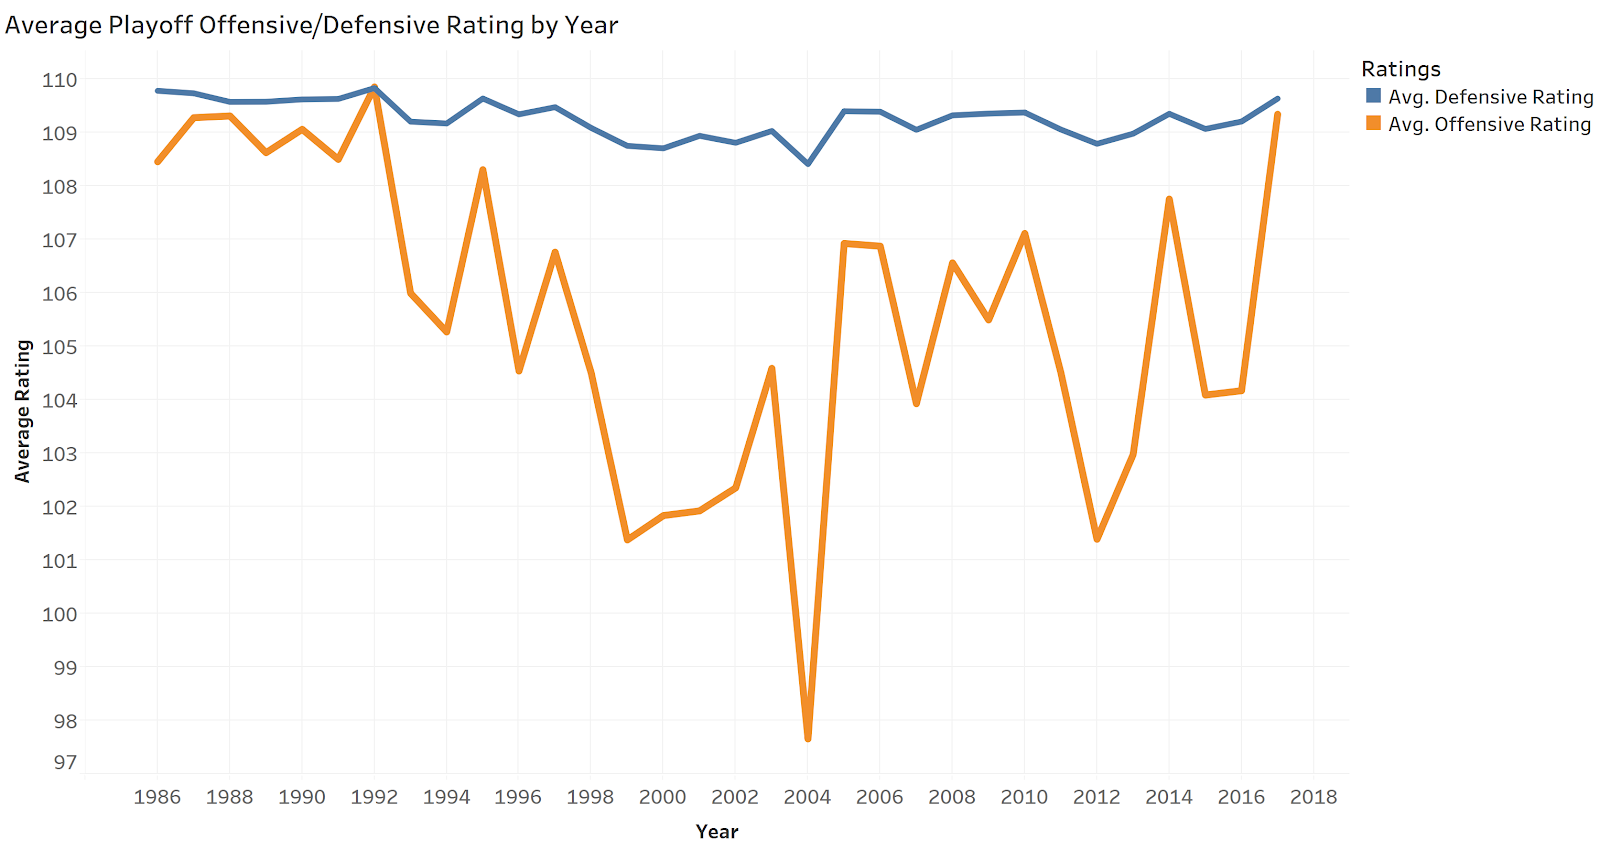 Average Playoff Offensive/Defensive Rating by Year
Ratings
Avg. Defensive Rating
Avg. Offensive Rating
Average Rating
110
109
108
107
106
105
104
103
102
101
100
99
98
97
1986 1988 1990 1992 1994 1996 1998 2000 2002 2004 2006 2008 2010 2012 2014 2016 2018
Year